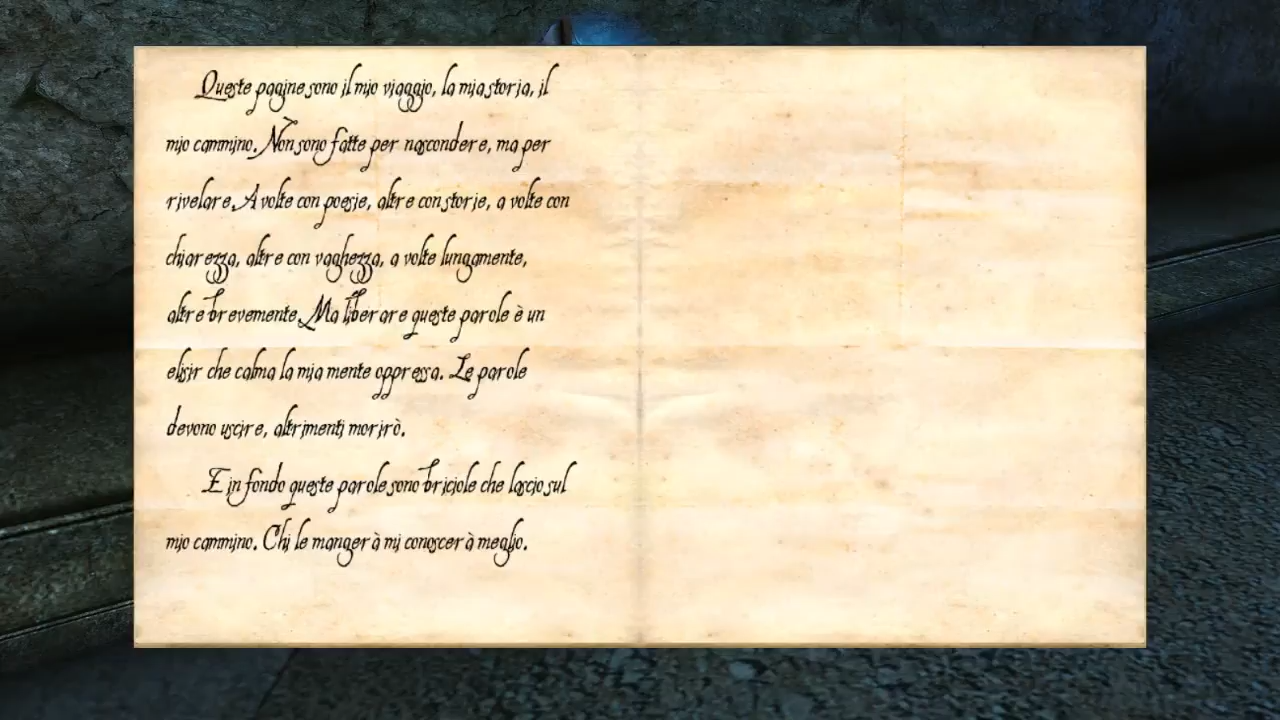 Queste pagine sono il mio viaggio, la mia storia, il
mio cammino. Non sono fatte per nascondere, ma per
rivelare. A volte con poesie, altre con storie, a volte con
chiarezza, altre con vaghezza, a volte lungamente,
altre brevemente. Ma liberare queste parole è un
elisir che calma la mia mente oppressa. Le parole
devono uscire, altrimenti morirò.
E in fondo queste parole sono briciole che lascio sul
mio cammino. Chi le mangerà mi conoscerà meglio.